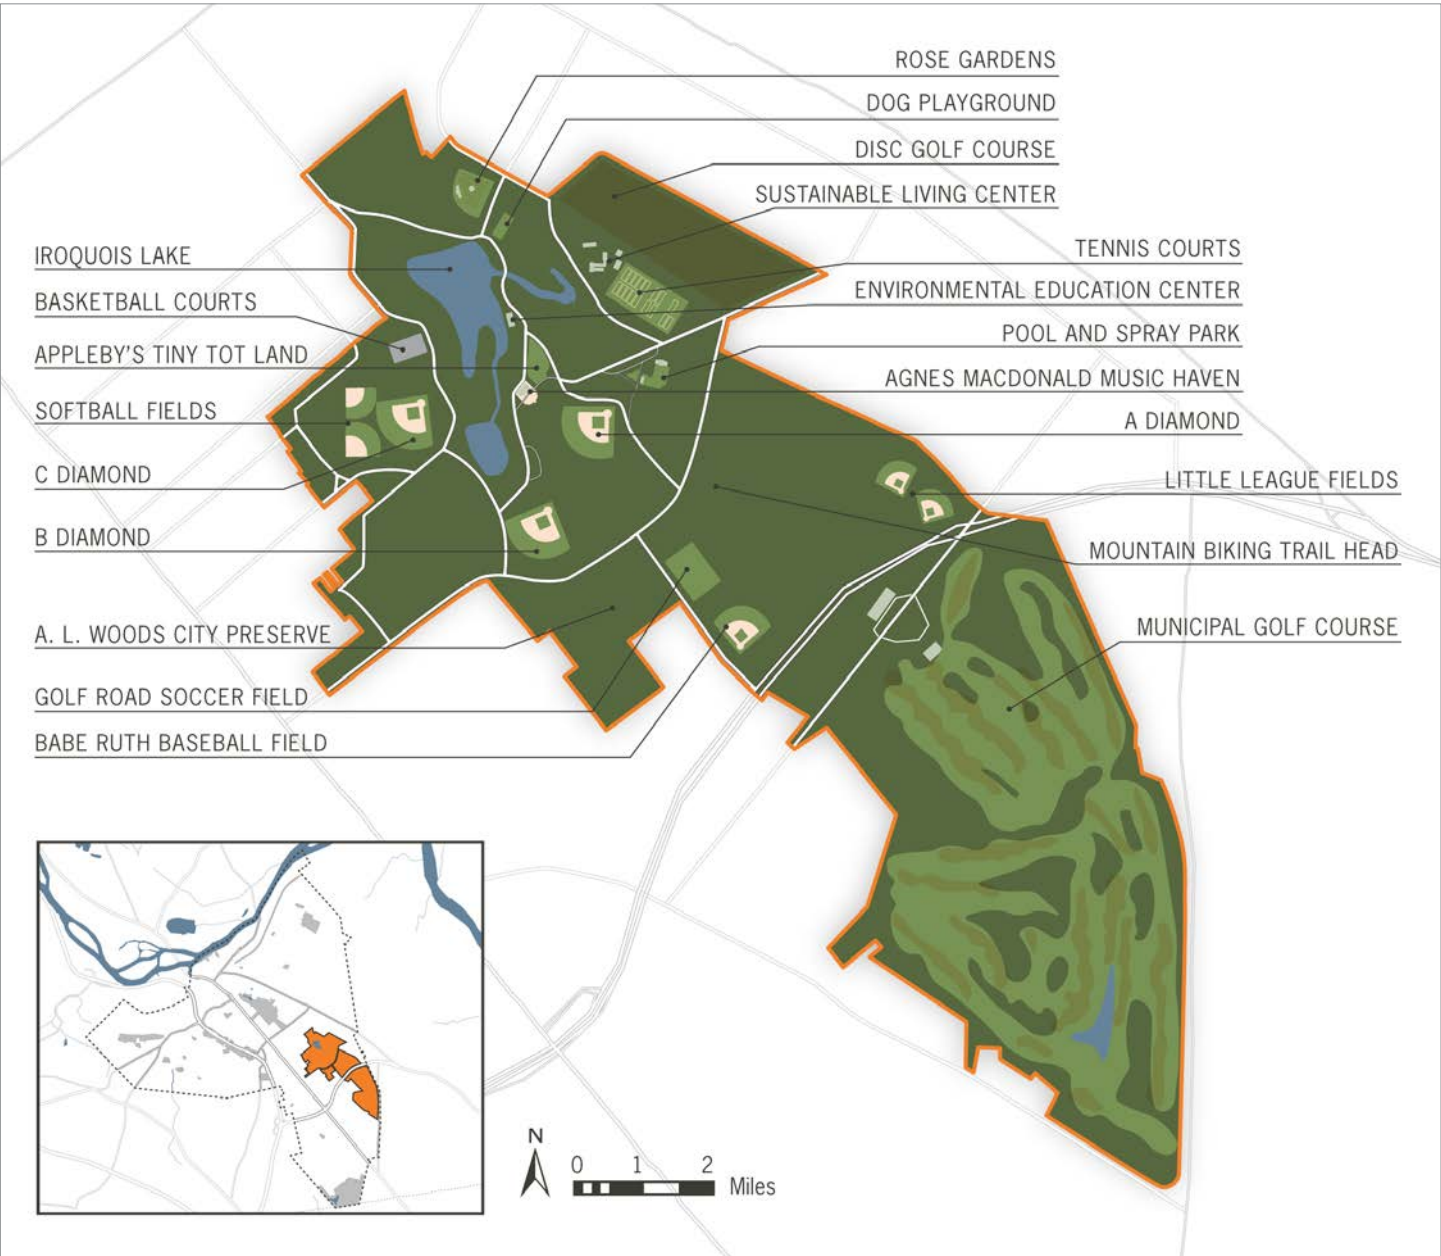 ROSE GARDENS
DOG PLAYGROUND
DISC GOLF COURSE
SUSTAINABLE LIVING CENTER
TENNIS COURTS
ENVIRONMENTAL EDUCATION CENTER
POOL AND SPRAY PARK
AGNES MACDONALD MUSIC HAVEN
A DIAMOND
LITTLE LEAGUE FIELDS
MOUNTAIN BIKING TRAIL HEAD
MUNICIPAL GOLF COURSE
IROQUOIS LAKE
BASKETBALL COURTS
APPLEBY'S TINY TOT LAND
SOFTBALL FIELDS
C DIAMOND
B DIAMOND
A. L. WOODS CITY PRESERVE
GOLF ROAD SOCCER FIELD
BABE RUTH BASEBALL FIELD
N
0 1 2
Miles